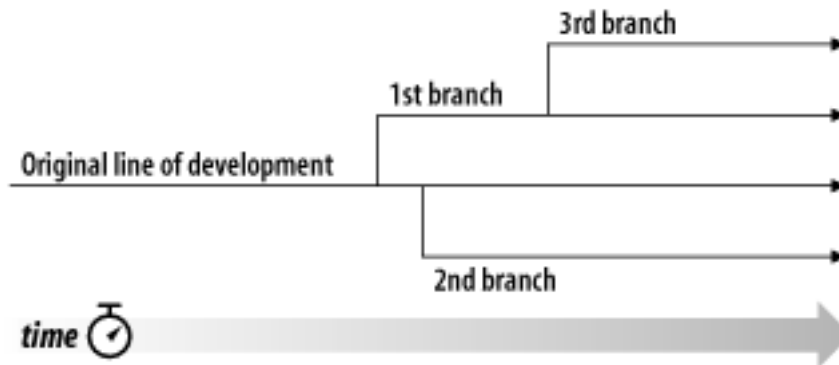 3rd branch
1st branch
Original line of development
2nd branch
time